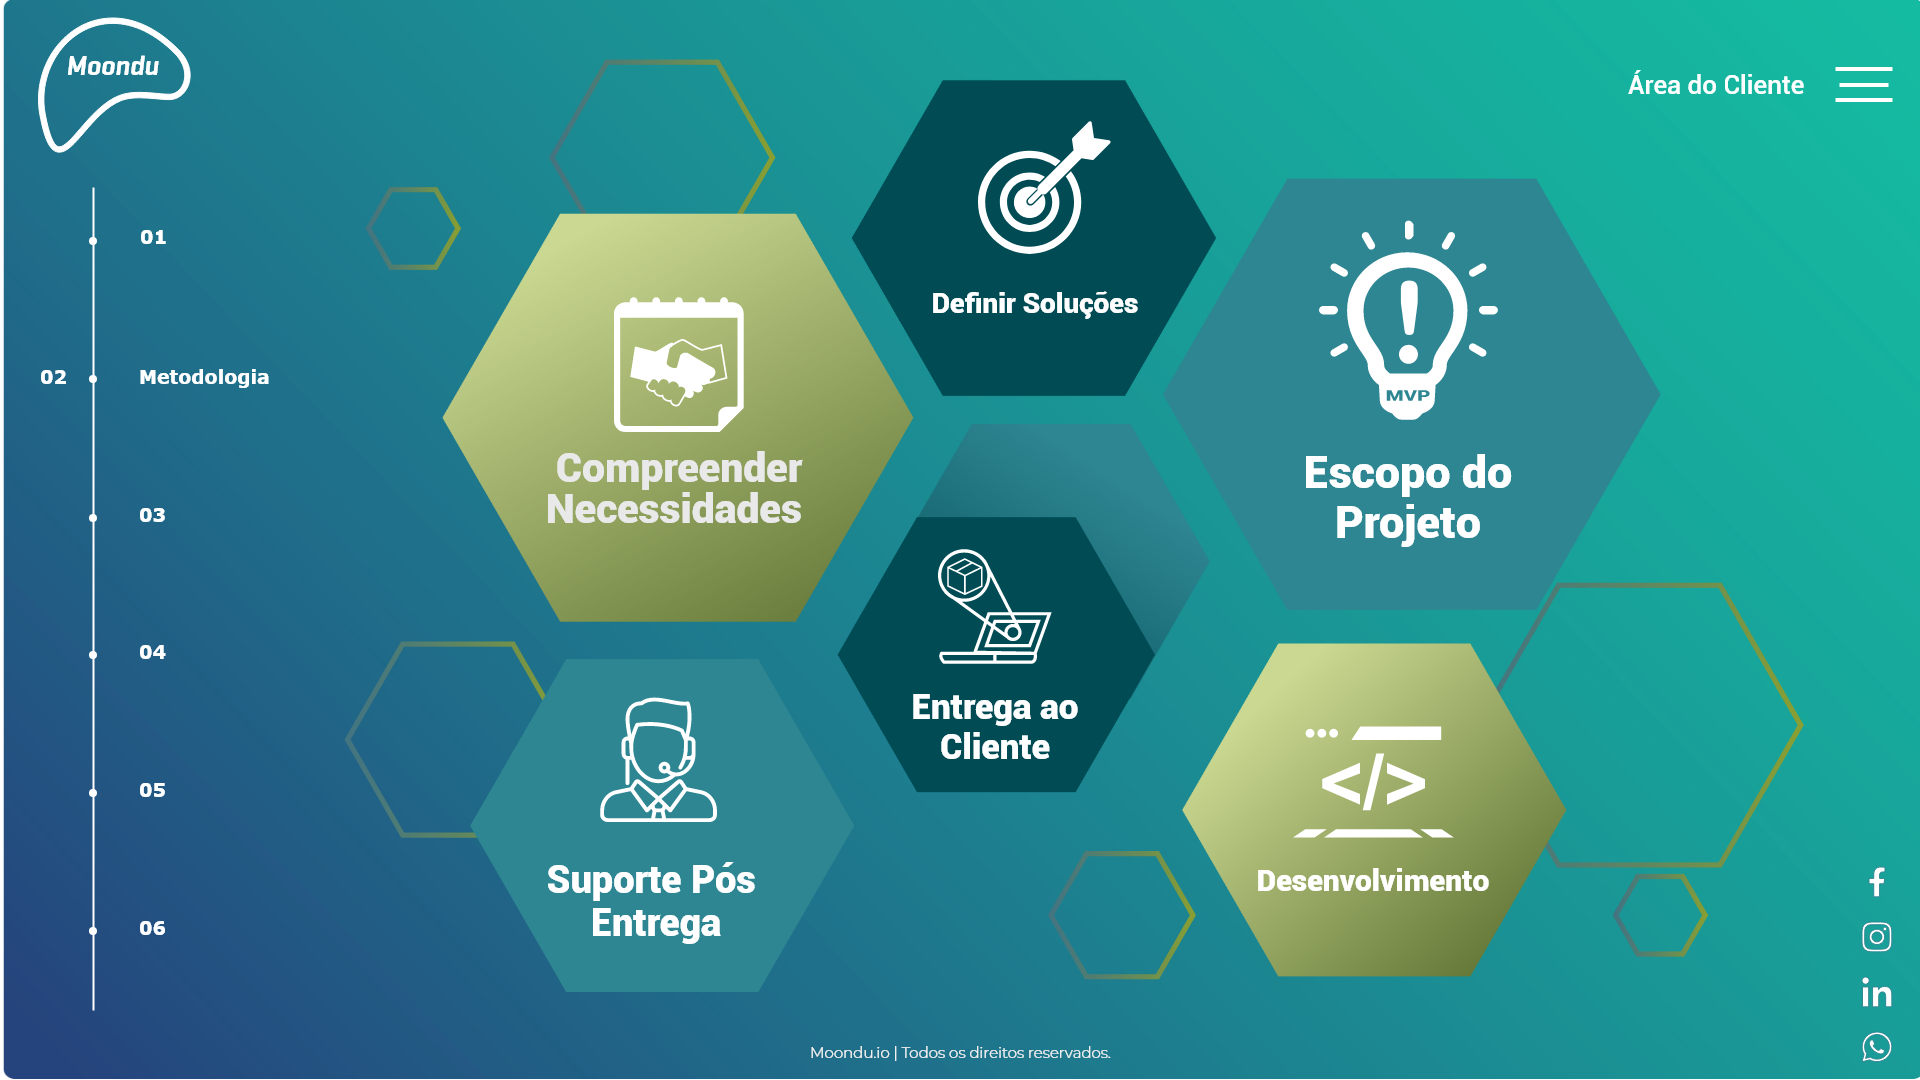 Moondu
Área do Cliente
01
02 Metodologia
03
04
05
06
Compreender
Necessidades
Definir Soluções
MVP
Escopo do
Projeto
Entrega ao
Cliente
Suporte Pós
Entrega
</>
Desenvolvimento
f
in
Moondu.io | Todos os direitos reservados.